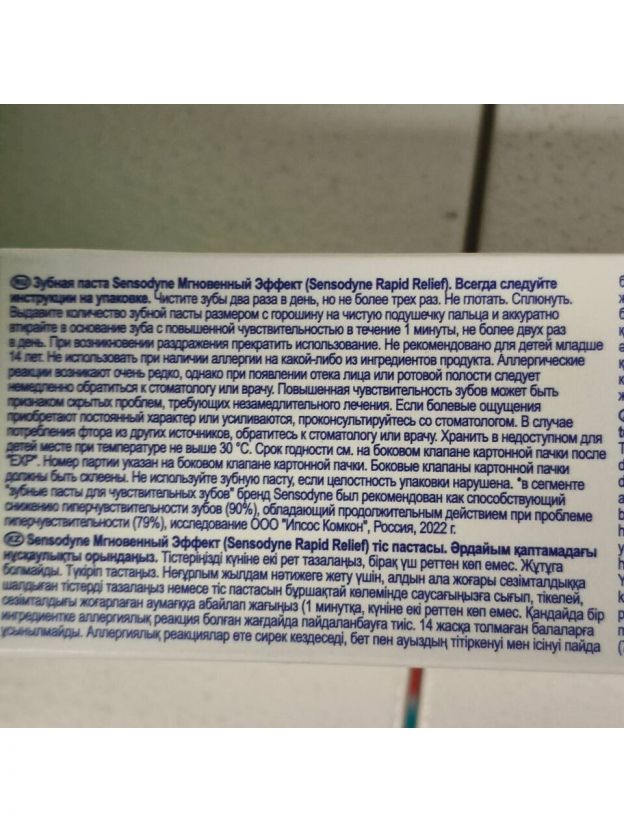 RU Зубная паста Sensodyne Мгновенный Эффект (Sensodyne Rapid Relief). Всегда следуйте
инструкции на упаковке. Чистите зубы два раза в день, но не более трех раз. Не глотать. Сплюнуть.
Выдавите количество зубной пасты размером с горошину на чистую подушечку пальца и аккуратно
втирайте в основание зуба с повышенной чувствительностью в течение 1 минуты, не более двух раз
в день. При возникновении раздражения прекратить использование. Не рекомендовано для детей младше
14 лет. Не использовать при наличии аллергии на какой-либо из ингредиентов продукта. Аллергические
реакции возникают очень редко, однако при появлении отека лица или ротовой полости следует
немедленно обратиться к стоматологу или врачу. Повышенная чувствительность зубов может быть
признаком скрытых проблем, требующих незамедлительного лечения. Если болевые ощущения
приобретают постоянный характер или усиливаются, проконсультируйтесь со стоматологом. В случае
потребления фтора из других источников, обратитесь к стоматологу или врачу. Хранить в недоступном для
детей месте при температуре не выше 30 °C. Срок годности см. на боковом клапане картонной пачки после
"EXP". Номер партии указан на боковом клапане картонной пачки. Боковые клапаны картонной пачки
должны быть склеены. Не используйте зубную пасту, если целостность упаковки нарушена. *в сегменте
"зубные пасты для чувствительных зубов" бренд Sensodyne был рекомендован как способствующий
снижению гиперчувствительности зубов (90%), обладающий продолжительным действием при проблеме
гиперчувствительности (79%), исследование ООО "Ипсос Комкон", Россия, 2022 г.
KZ Sensodyne Мгновенный Эффект (Sensodyne Rapid Relief) тіс пастасы. Әрдайым қаптамадағы
нұсқаулықты орындаңыз. Тістеріңізді күніне екі рет тазалаңыз, бірақ үш реттен көп емес. Жұтуға
болмайды. Түкіріп тастаңыз. Неғұрлым жылдам нәтижеге жету үшін, алдын ала жоғары сезімталдыққа
шалдыған тістерді тазалаңыз немесе тіс пастасын бұршақтай көлемінде саусағыңызға сығып, тікелей,
сезімталдығы жоғарлаған аумаққа абайлап жағыңыз (1 минутқа, күніне екі реттен көп емес. Қандайда бір
ингредиентке аллергиялық реакция болған жағдайда пайдаланбауға тиіс. 14 жасқа толмаған балаларға
ұсынылмайды. Аллергиялық реакциялар өте сирек кездеседі, бет пен ауыздың тітіркенуі мен ісінуі пайда